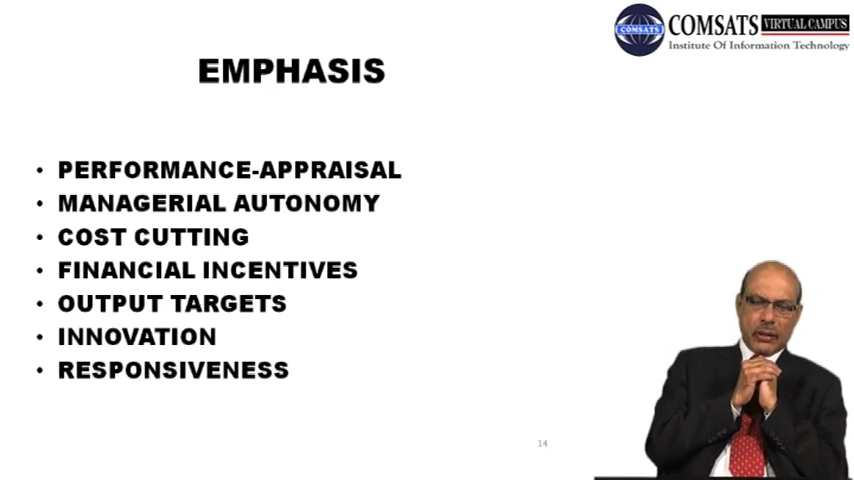 COMSATS VIRTUAL CAMPUS
COMSATS
Institute Of Information Technology
EMPHASIS
• PERFORMANCE-APPRAISAL
• MANAGERIAL AUTONOMY
• COST CUTTING
• FINANCIAL INCENTIVES
• OUTPUT TARGETS
• INNOVATION
• RESPONSIVENESS
14